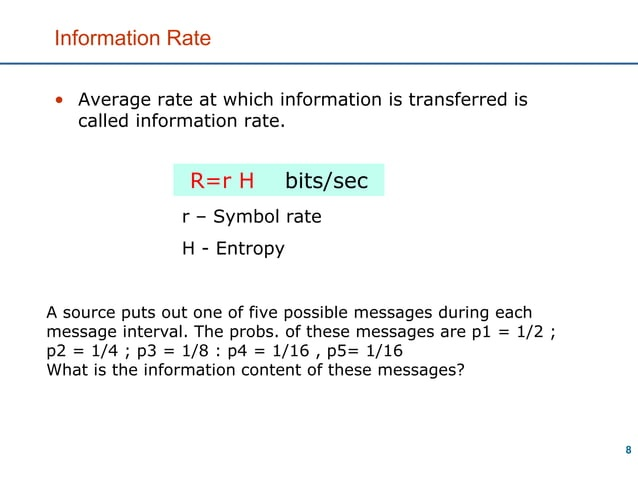 Information Rate
• Average rate at which information is transferred is
called information rate.
R=r H bits/sec
r – Symbol rate
H - Entropy
A source puts out one of five possible messages during each
message interval. The probs. of these messages are p1 = 1/2 ;
p2 = 1/4 ; p3 = 1/8 : p4 = 1/16 , p5= 1/16
What is the information content of these messages?
8